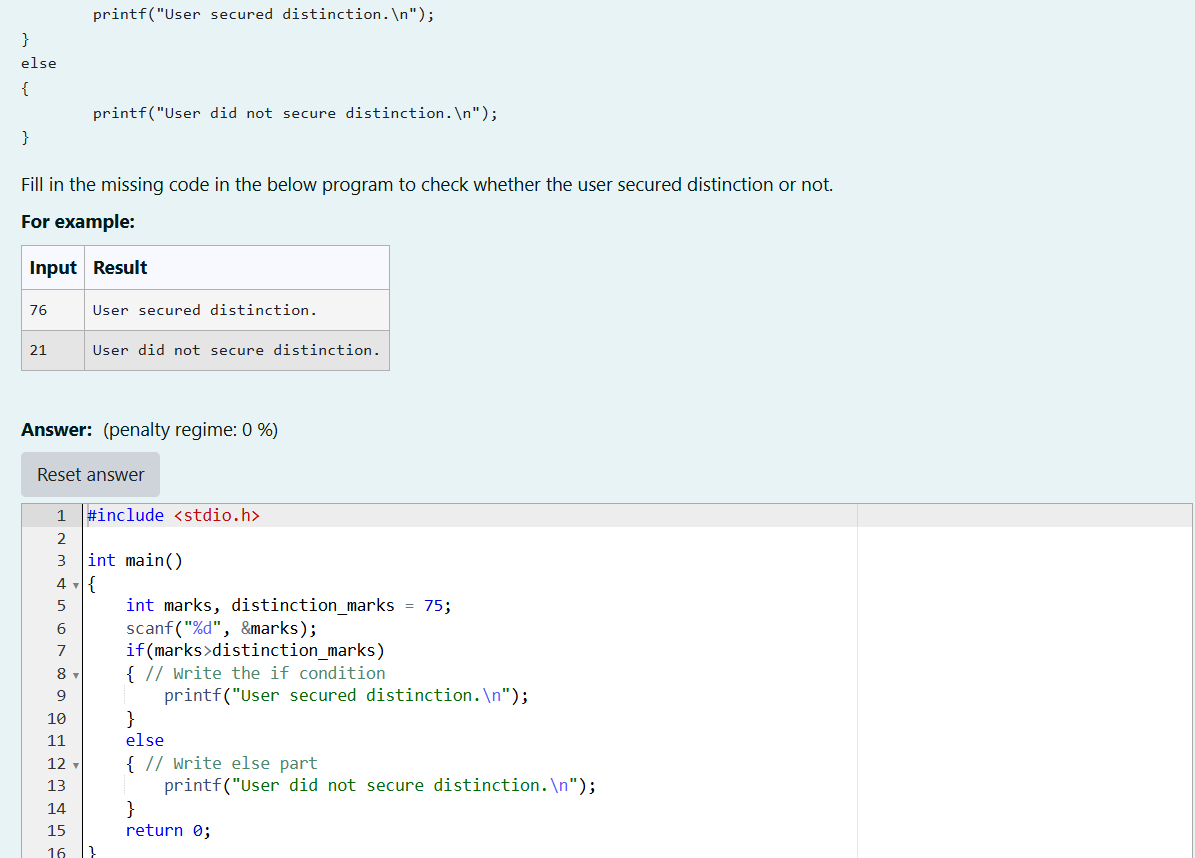 printf("User secured distinction.\n");
}
else
{
printf("User did not secure distinction.\n");
}
Fill in the missing code in the below program to check whether the user secured distinction or not.
For example:
Input Result
76 User secured distinction.
21 User did not secure distinction.
Answer: (penalty regime: 0 %)
Reset answer
1 #include <stdio.h>
2
3 int main()
4 {
5 int marks, distinction_marks = 75;
6 scanf("%d", &marks);
7 if(marks>distinction_marks)
8 { // Write the if condition
9 printf("User secured distinction.\n");
10 }
11 else
12 { // Write else part
13 printf("User did not secure distinction.\n");
14 }
15 return 0;
16 }